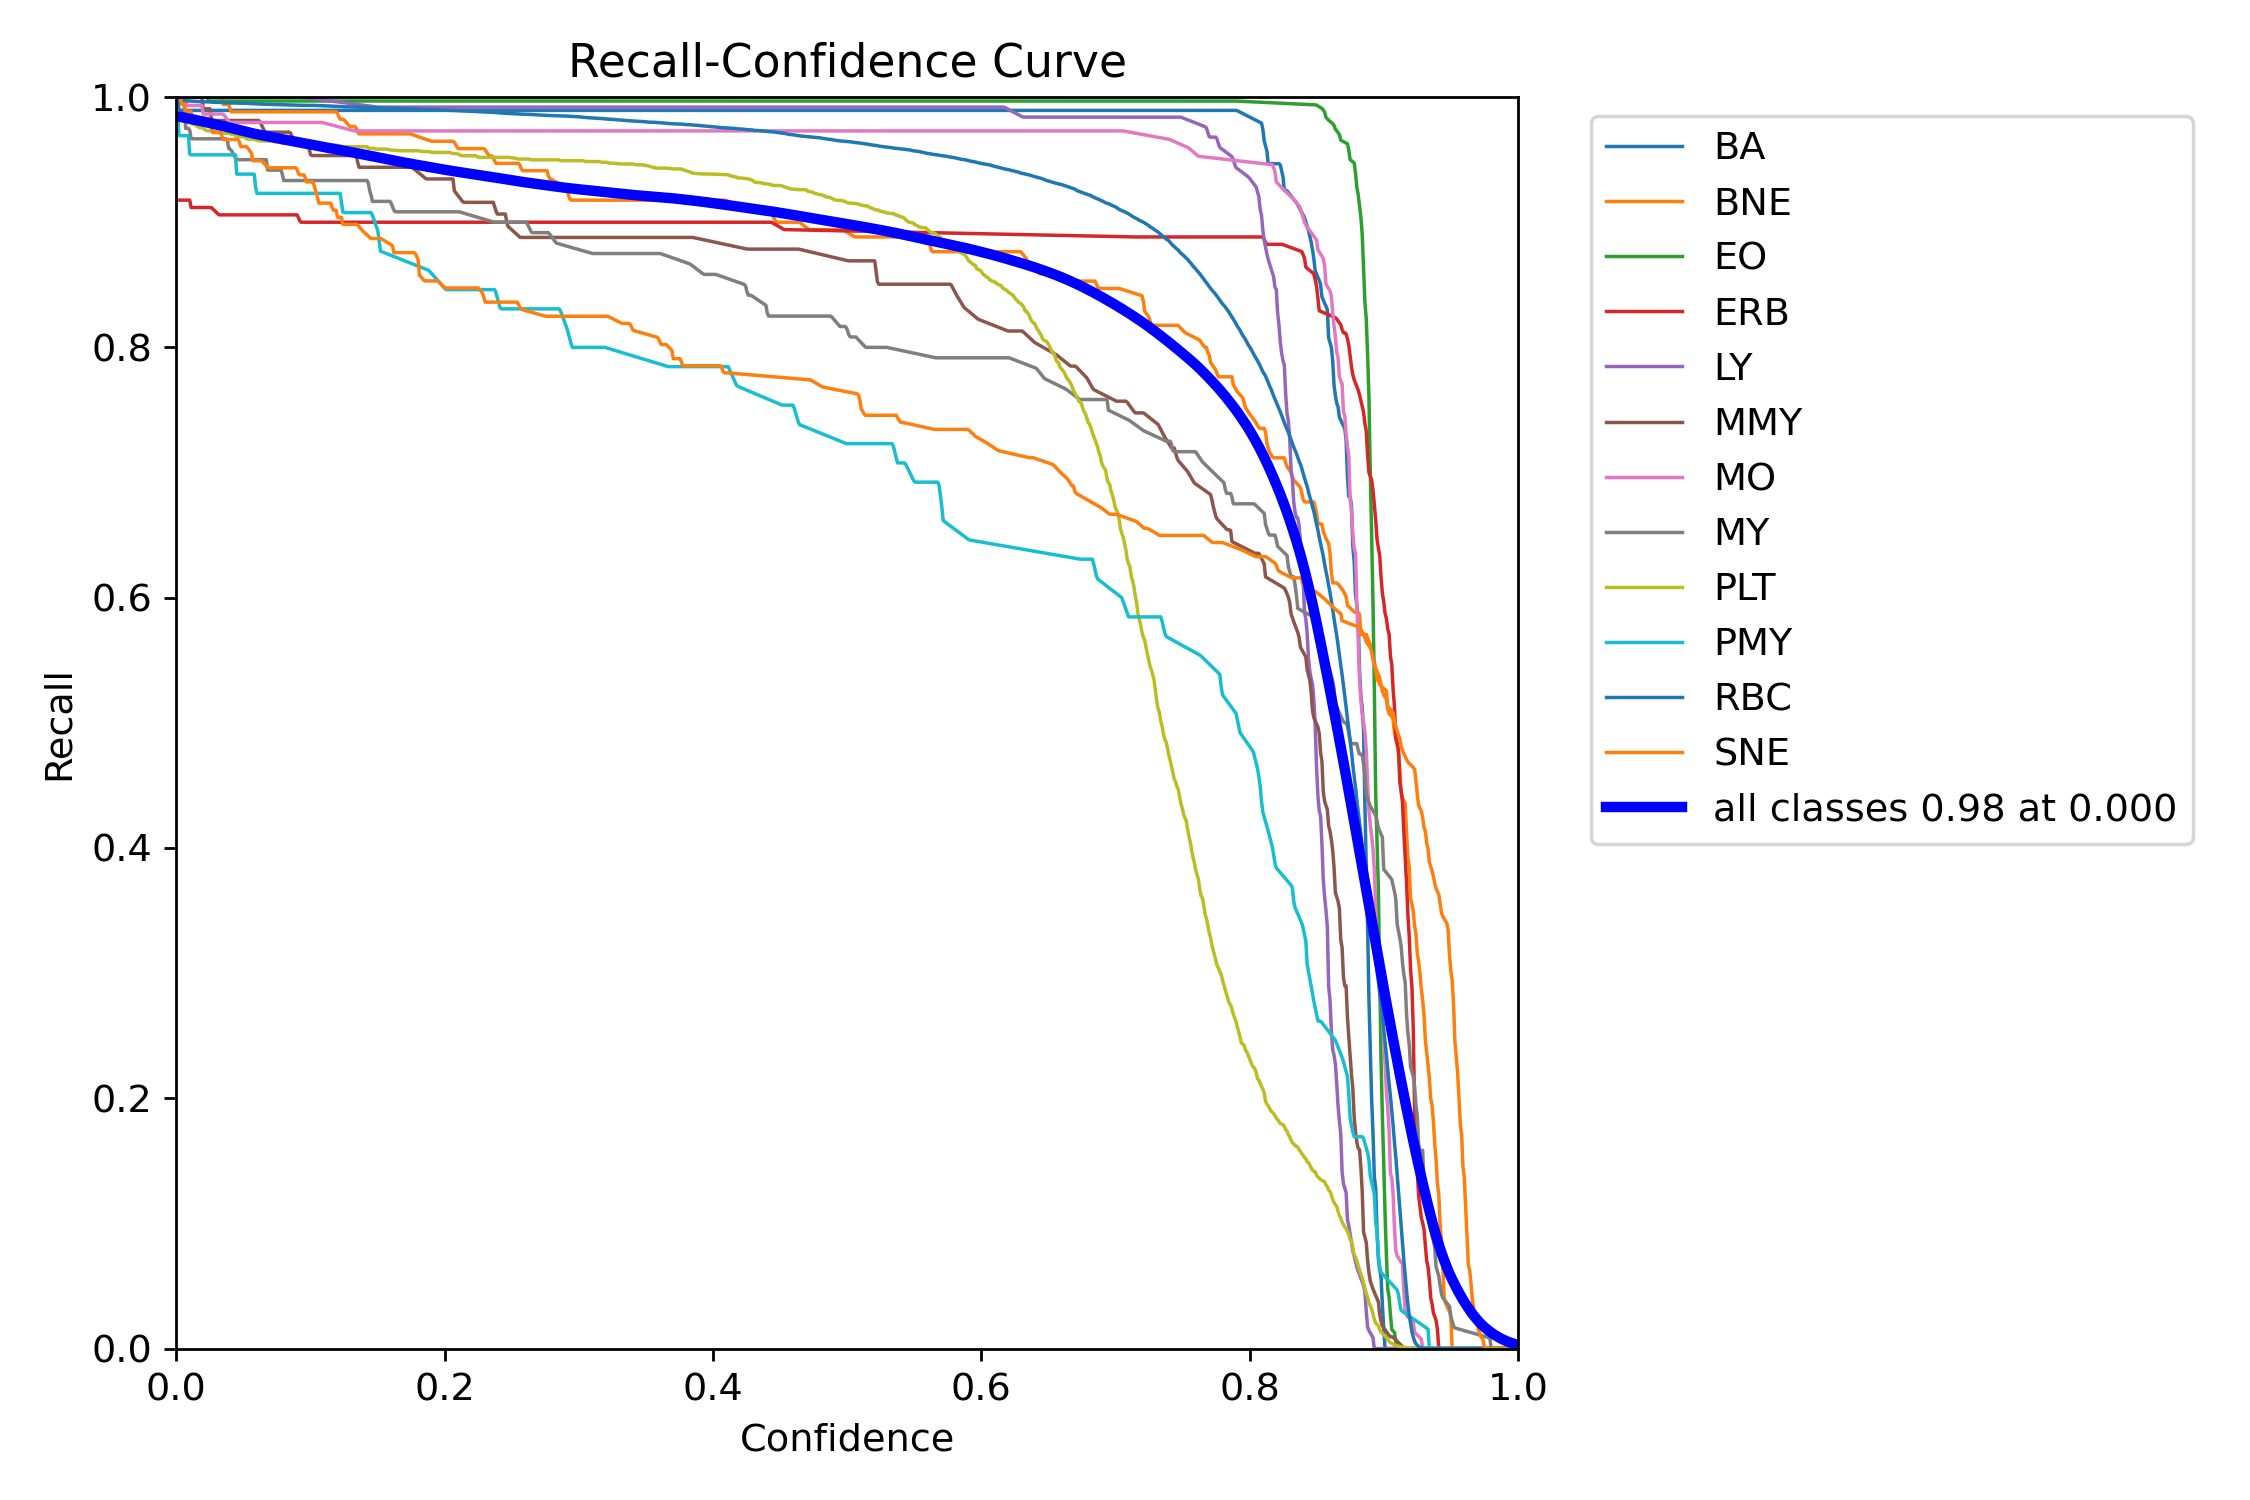 Recall-Confidence Curve
1.0
0.8
0.6
0.4
0.2
0.0
Recall
0.0 0.2 0.4 0.6 0.8 1.0
Confidence
BA
BNE
EO
ERB
LY
MMY
MO
MY
PLT
PMY
RBC
SNE
all classes 0.98 at 0.000